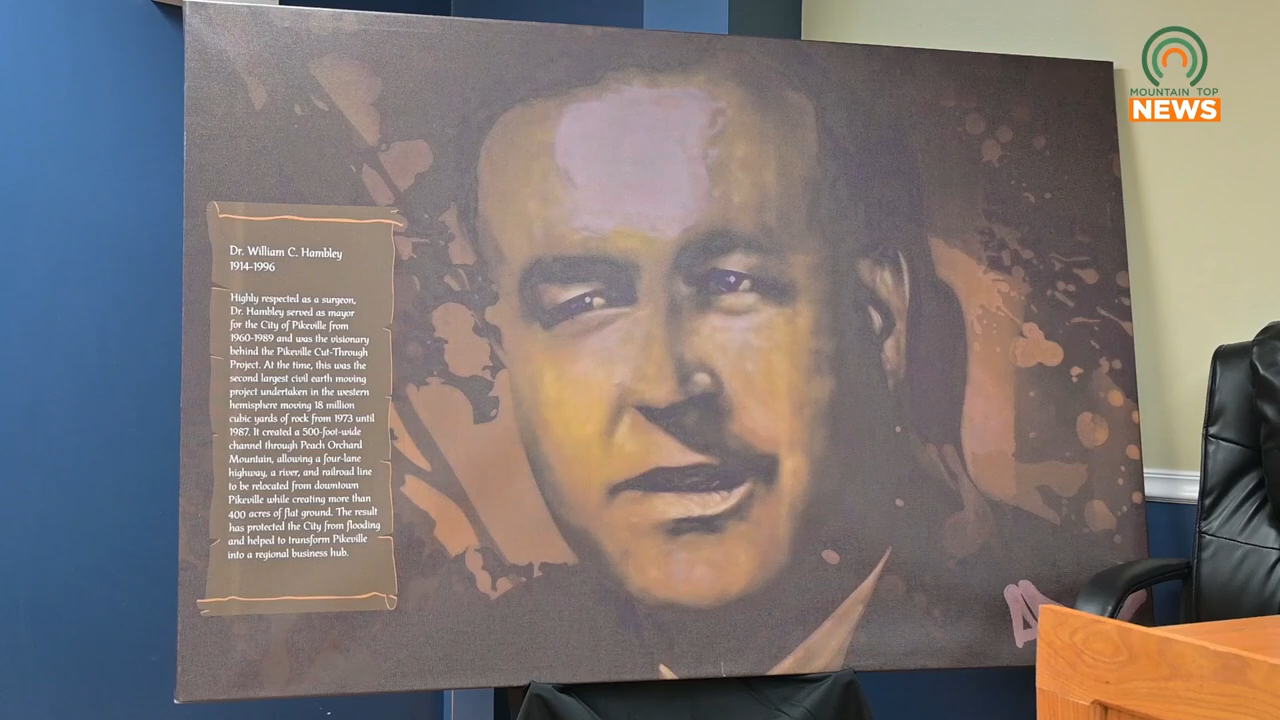 Dr. William C. Hambley
1914-1996
Highly respected as a surgeon,
Dr. Hambley served as mayor
for the City of Pikeville from
1960-1989 and was the visionary
behind the Pikeville Cut-Through
Project. At the time, this was the
second largest civil earth moving
project undertaken in the western
hemisphere moving 18 million
cubic yards of rock from 1973 until
1987. It created a 500-foot-wide
channel through Peach Orchard
Mountain, allowing a four-lane
highway, a river, and railroad line
to be relocated from downtown
Pikeville while creating more than
400 acres of flat ground. The result
has protected the City from flooding
and helped to transform Pikeville
into a regional business hub.
MOUNTAIN TOP
NEWS